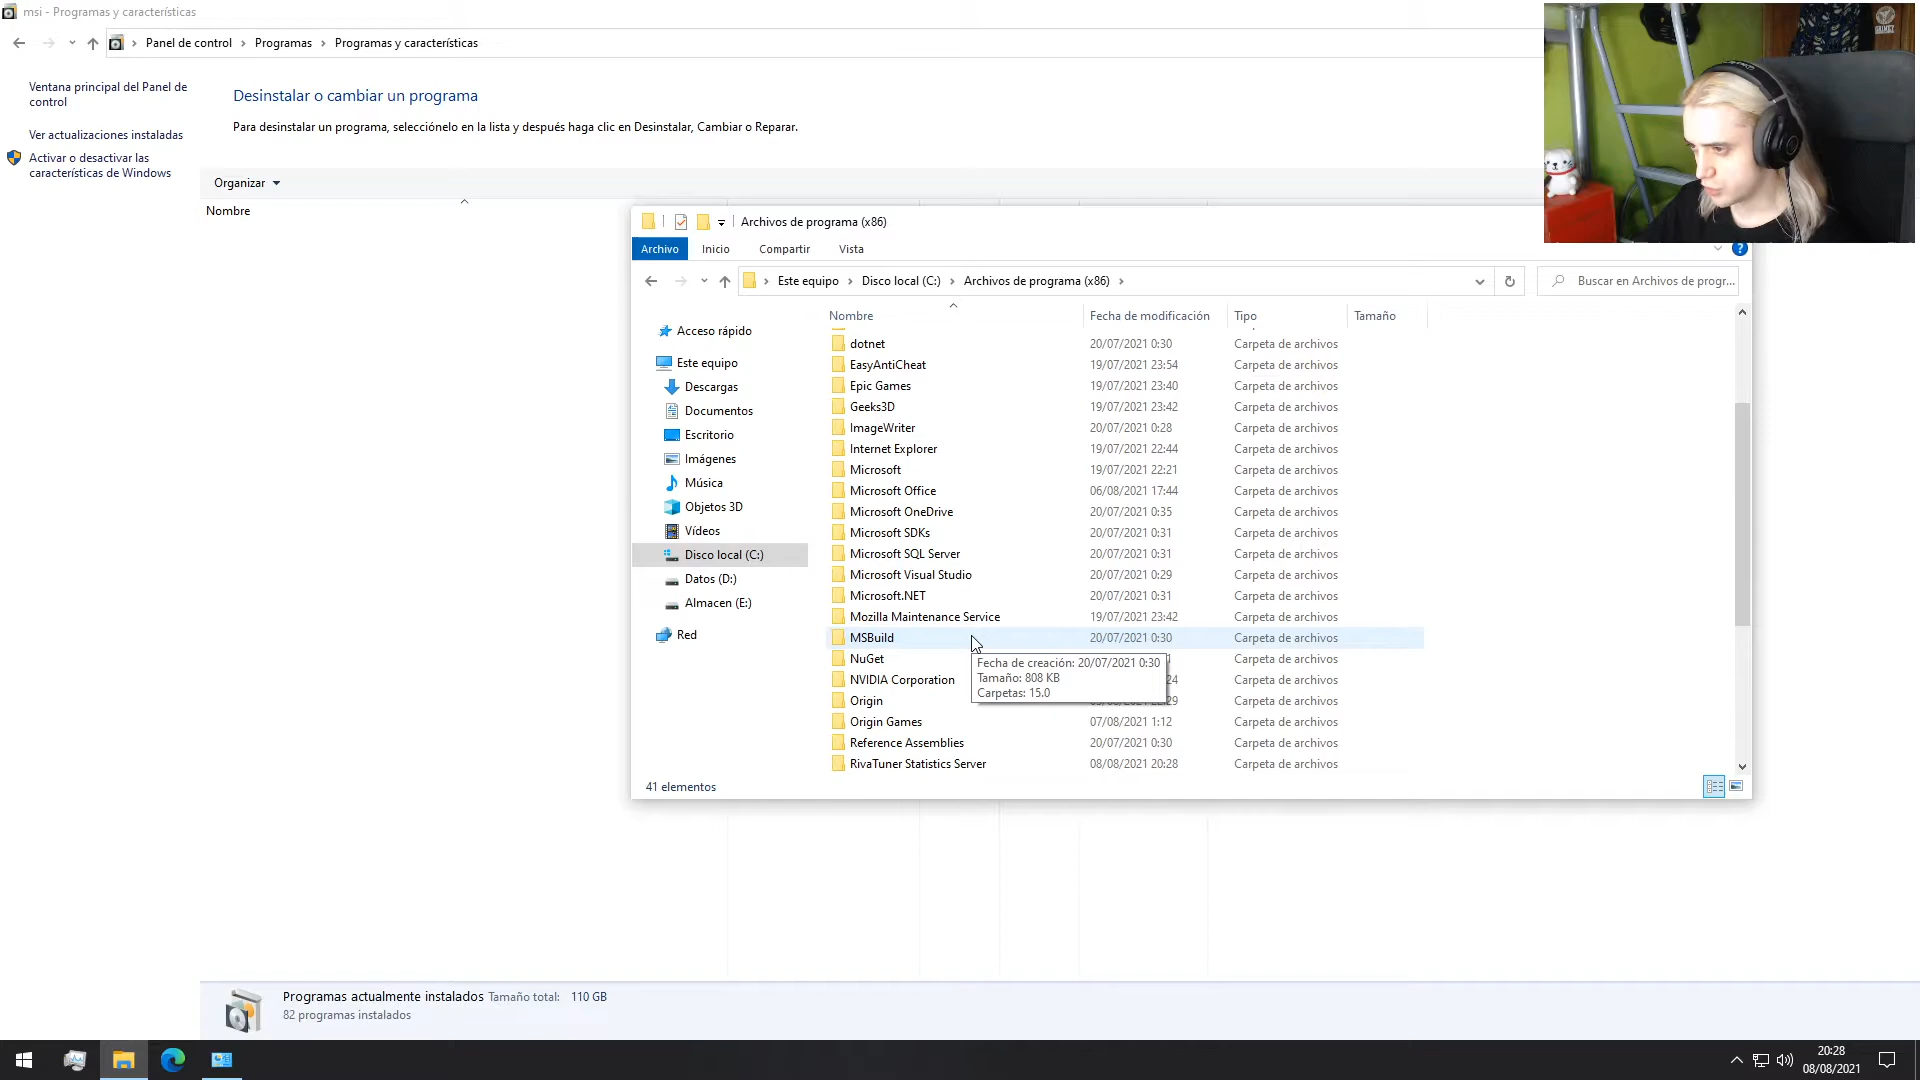 msi - Programas y características
Panel de control > Programas > Programas y características
Ventana principal del Panel de
control
Ver actualizaciones instaladas
Activar o desactivar las
características de Windows
Desinstalar o cambiar un programa
Para desinstalar un programa, selecciónelo en la lista y después haga clic en Desinstalar, Cambiar o Reparar.
Organizar
Nombre
Archivos de programa (x86)
Archivo Inicio Compartir Vista
Este equipo > Disco local (C:) > Archivos de programa (x86) >
Buscar en Archivos de progr...
Acceso rápido
Este equipo
Descargas
Documentos
Escritorio
Imágenes
Música
Objetos 3D
Vídeos
Disco local (C:)
Datos (D:)
Almacen (E:)
Red
Nombre Fecha de modificación Tipo Tamaño
dotnet 20/07/2021 0:30 Carpeta de archivos
EasyAntiCheat 19/07/2021 23:54 Carpeta de archivos
Epic Games 19/07/2021 23:40 Carpeta de archivos
Geeks3D 19/07/2021 23:42 Carpeta de archivos
ImageWriter 20/07/2021 0:28 Carpeta de archivos
Internet Explorer 19/07/2021 22:44 Carpeta de archivos
Microsoft 19/07/2021 22:21 Carpeta de archivos
Microsoft Office 06/08/2021 17:44 Carpeta de archivos
Microsoft OneDrive 20/07/2021 0:35 Carpeta de archivos
Microsoft SDKs 20/07/2021 0:31 Carpeta de archivos
Microsoft SQL Server 20/07/2021 0:31 Carpeta de archivos
Microsoft Visual Studio 20/07/2021 0:29 Carpeta de archivos
Microsoft.NET 20/07/2021 0:31 Carpeta de archivos
Mozilla Maintenance Service 19/07/2021 23:42 Carpeta de archivos
MSBuild 20/07/2021 0:30 Carpeta de archivos
NuGet Carpeta de archivos
NVIDIA Corporation 24 Carpeta de archivos
Origin Carpeta de archivos
Origin Games 07/08/2021 1:12 Carpeta de archivos
Reference Assemblies 20/07/2021 0:30 Carpeta de archivos
RivaTuner Statistics Server 08/08/2021 20:28 Carpeta de archivos
Fecha de creación: 20/07/2021 0:30
Tamaño: 808 KB
Carpetas: 15.0
41 elementos
Programas actualmente instalados Tamaño total: 110 GB
82 programas instalados
20:28
08/08/2021